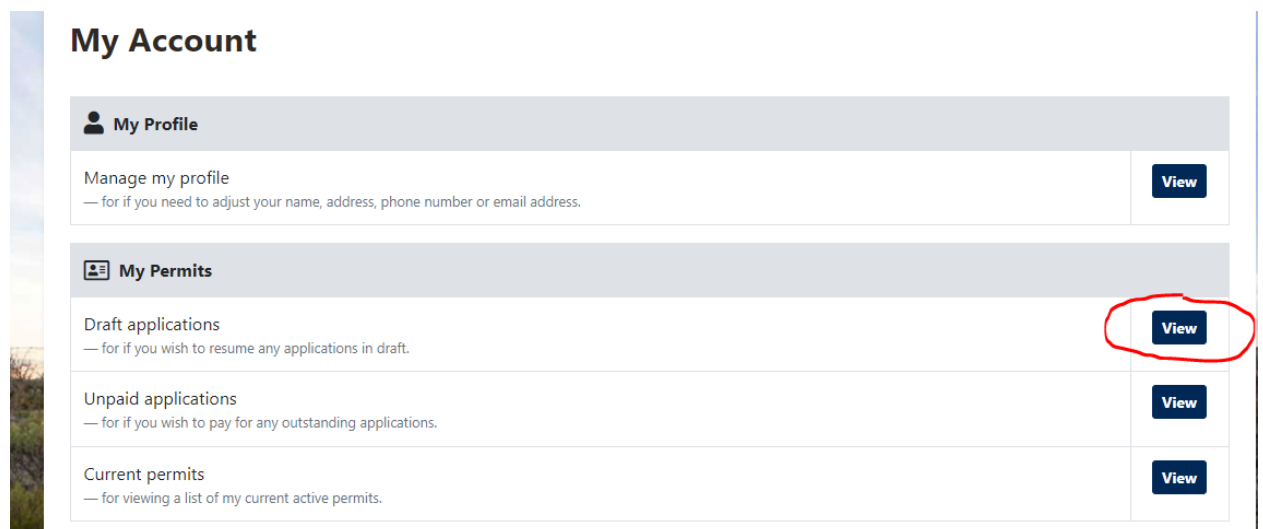 My Account
My Profile
Manage my profile
View
— for if you need to adjust your name, address, phone number or email address.
My Permits
Draft applications
View
— for if you wish to resume any applications in draft.
Unpaid applications
View
— for if you wish to pay for any outstanding applications.
Current permits
View
— for viewing a list of my current active permits.